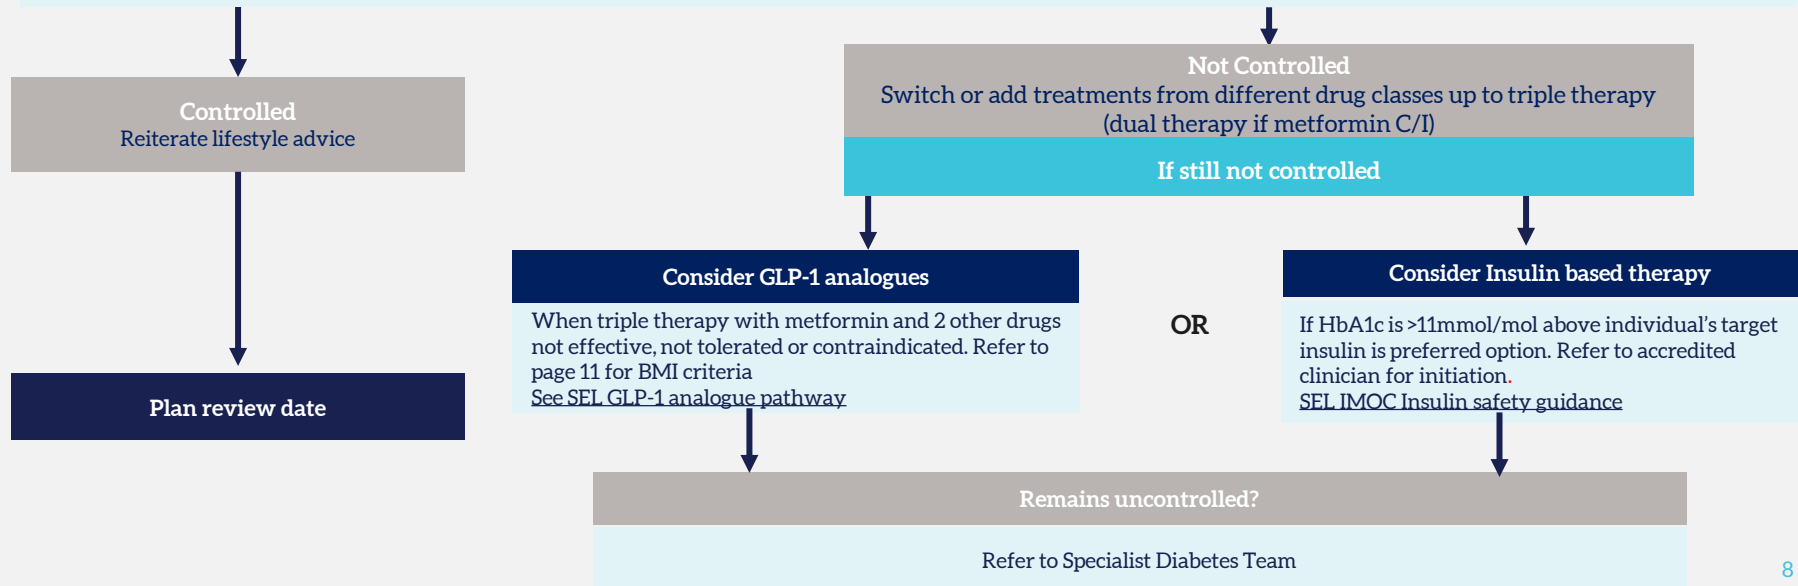 Controlled
Reiterate lifestyle advice
Plan review date
Not Controlled
Switch or add treatments from different drug classes up to triple therapy
(dual therapy if metformin C/I)
If still not controlled
Consider GLP-1 analogues
When triple therapy with metformin and 2 other drugs
not effective, not tolerated or contraindicated. Refer to
page 11 for BMI criteria
See SEL GLP-1 analogue pathway
OR
Consider Insulin based therapy
If HbA1c is >11mmol/mol above individual's target
insulin is preferred option. Refer to accredited
clinician for initiation.
SEL IMOC Insulin safety guidance
Remains uncontrolled?
Refer to Specialist Diabetes Team
8